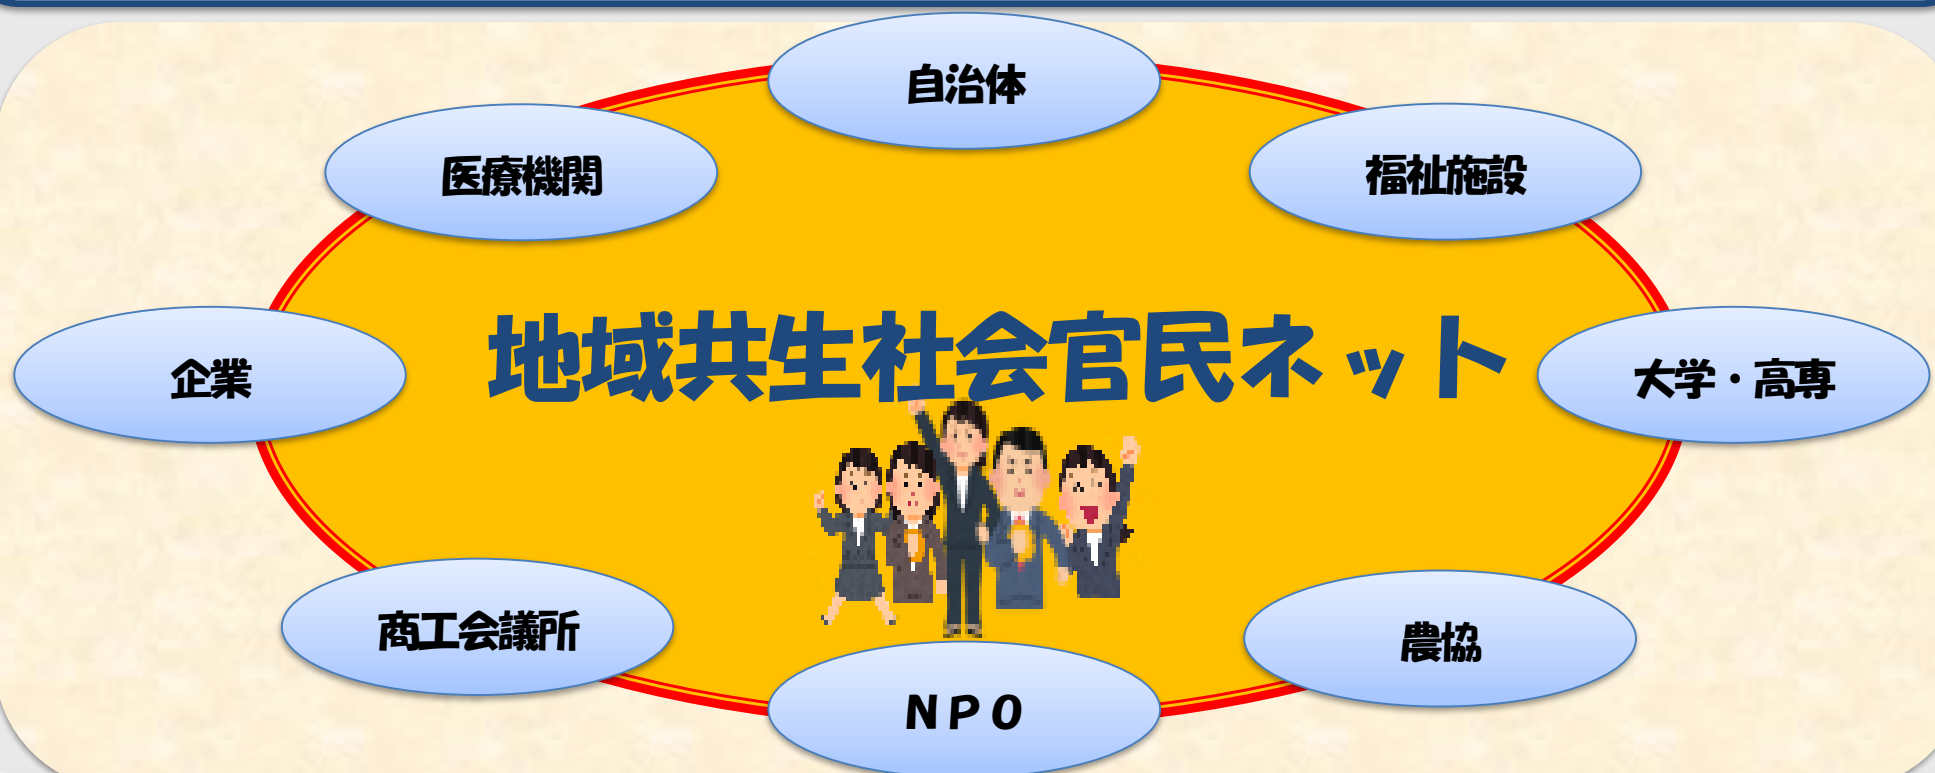 自治体
医療機関
福祉施設
地域共生社会官民ネット
企業
大学・高専
商工会議所
農協
ＮＰＯ